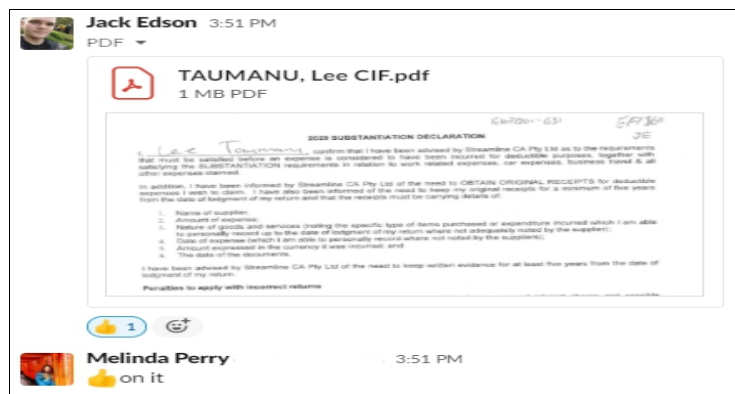 Jack Edson 3:51 PM
PDF
TAUMANU, Lee CIF.pdf
1 MB PDF
JE
2020 SUBSTANTIATION DECLARATION
I, Lee Taumanu, confirm that I have been advised by Streamline CA Pty Ltd as to the requirements
that must be satisfied before an expense is considered to have been incurred for deductible purposes, together with
satisfying the SUBSTANTIATION requirements in relation to work related expenses, car expenses, business travel & all
other expenses claimed.
In addition, I have been informed by Streamline CA Pty Ltd of the need to OBTAIN ORIGINAL RECEIPTS for deductible
expenses I wish to claim. I have also been informed of the need to keep my original receipts for a minimum of five years
from the date of lodgment of my return and that the receipts must be carrying details of:
1. Name of supplier;
2. Amount of expense;
3. Nature of goods and services (noting the specific type of items purchased or expenditure incurred which I am able
to personally record up to the date of lodgment of my return where not adequately noted by the supplier);
4. Date of expense (which I am able to personally record where not noted by the suppliers);
5. Amount expressed in the currency it was incurred; and
6. The date of the documents.
I have been advised by Streamline CA Pty Ltd of the need to keep written evidence for at least five years from the date of
lodgment of my return.
Penalties to apply with incorrect returns
1
Melinda Perry 3:51 PM
on it